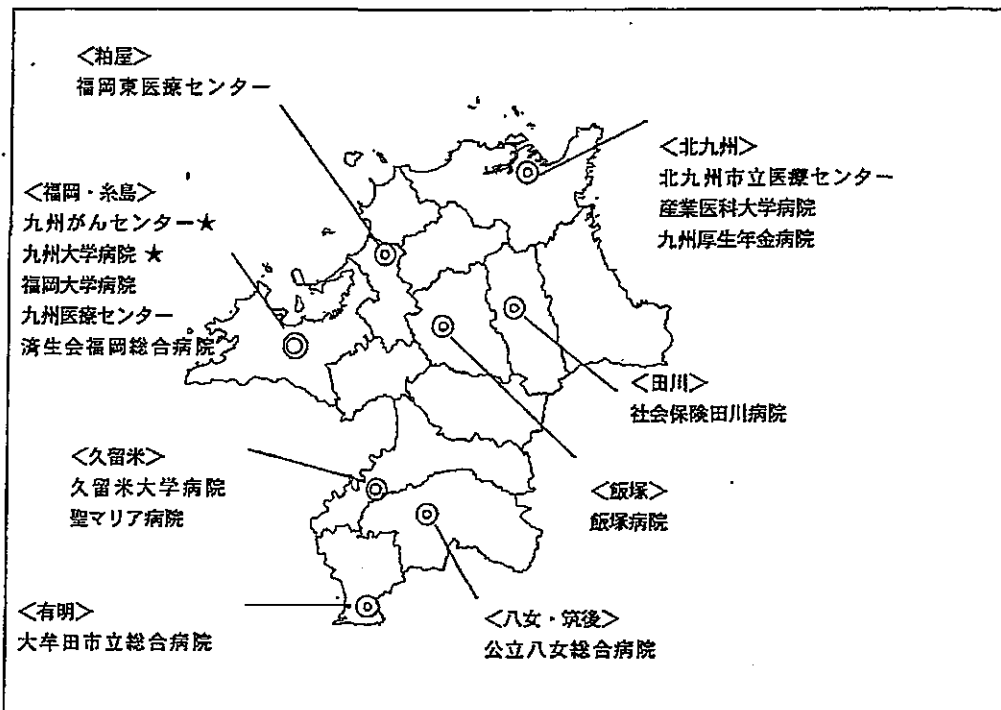 <粕屋>
福岡東医療センター
<北九州>
北九州市立医療センター
産業医科大学病院
九州厚生年金病院
<福岡・糸島>
九州がんセンター★
九州大学病院 ★
福岡大学病院
九州医療センター
済生会福岡総合病院
<田川>
社会保険田川病院
<久留米>
久留米大学病院
聖マリア病院
<飯塚>
飯塚病院
<有明>
大牟田市立総合病院
<八女・筑後>
公立八女総合病院